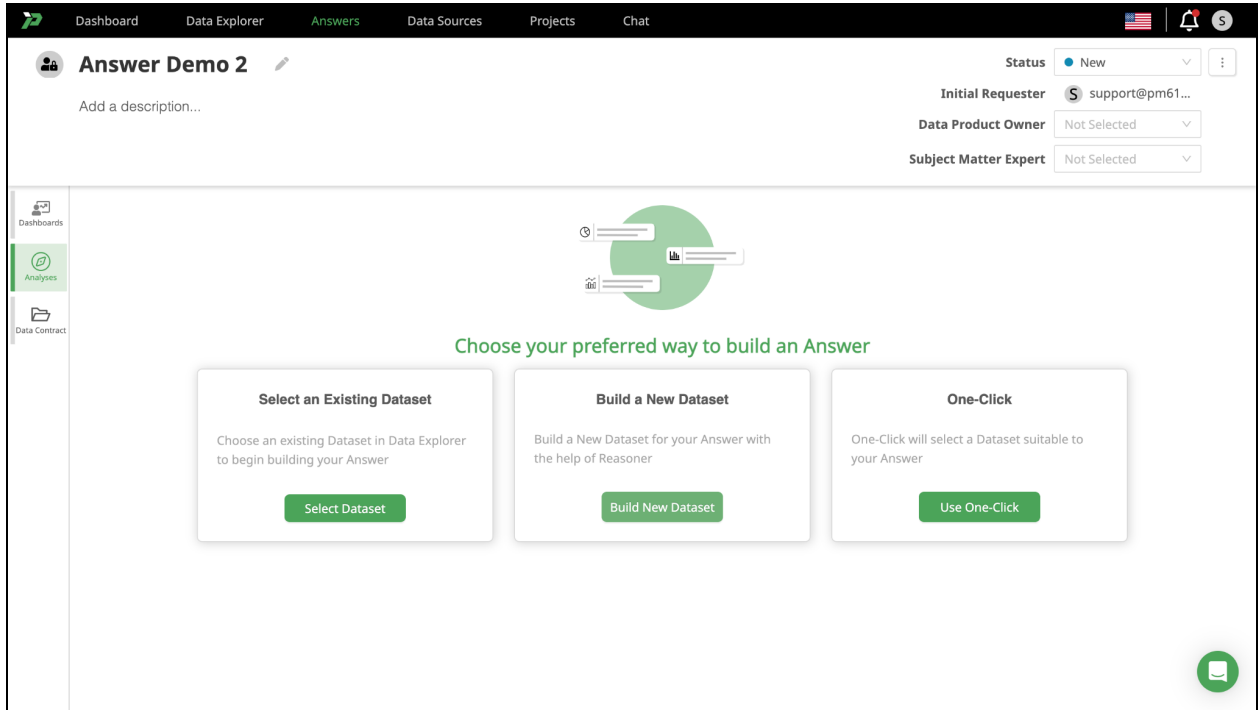 Dashboard Data Explorer Answers Data Sources Projects Chat S
Answer Demo 2
Add a description...
Status New
Initial Requester S support@pm61...
Data Product Owner Not Selected
Subject Matter Expert Not Selected
Dashboards
Analyses
Data Contract
Choose your preferred way to build an Answer
Select an Existing Dataset
Choose an existing Dataset in Data Explorer
to begin building your Answer
Select Dataset
Build a New Dataset
Build a New Dataset for your Answer with
the help of Reasoner
Build New Dataset
One-Click
One-Click will select a Dataset suitable to
your Answer
Use One-Click